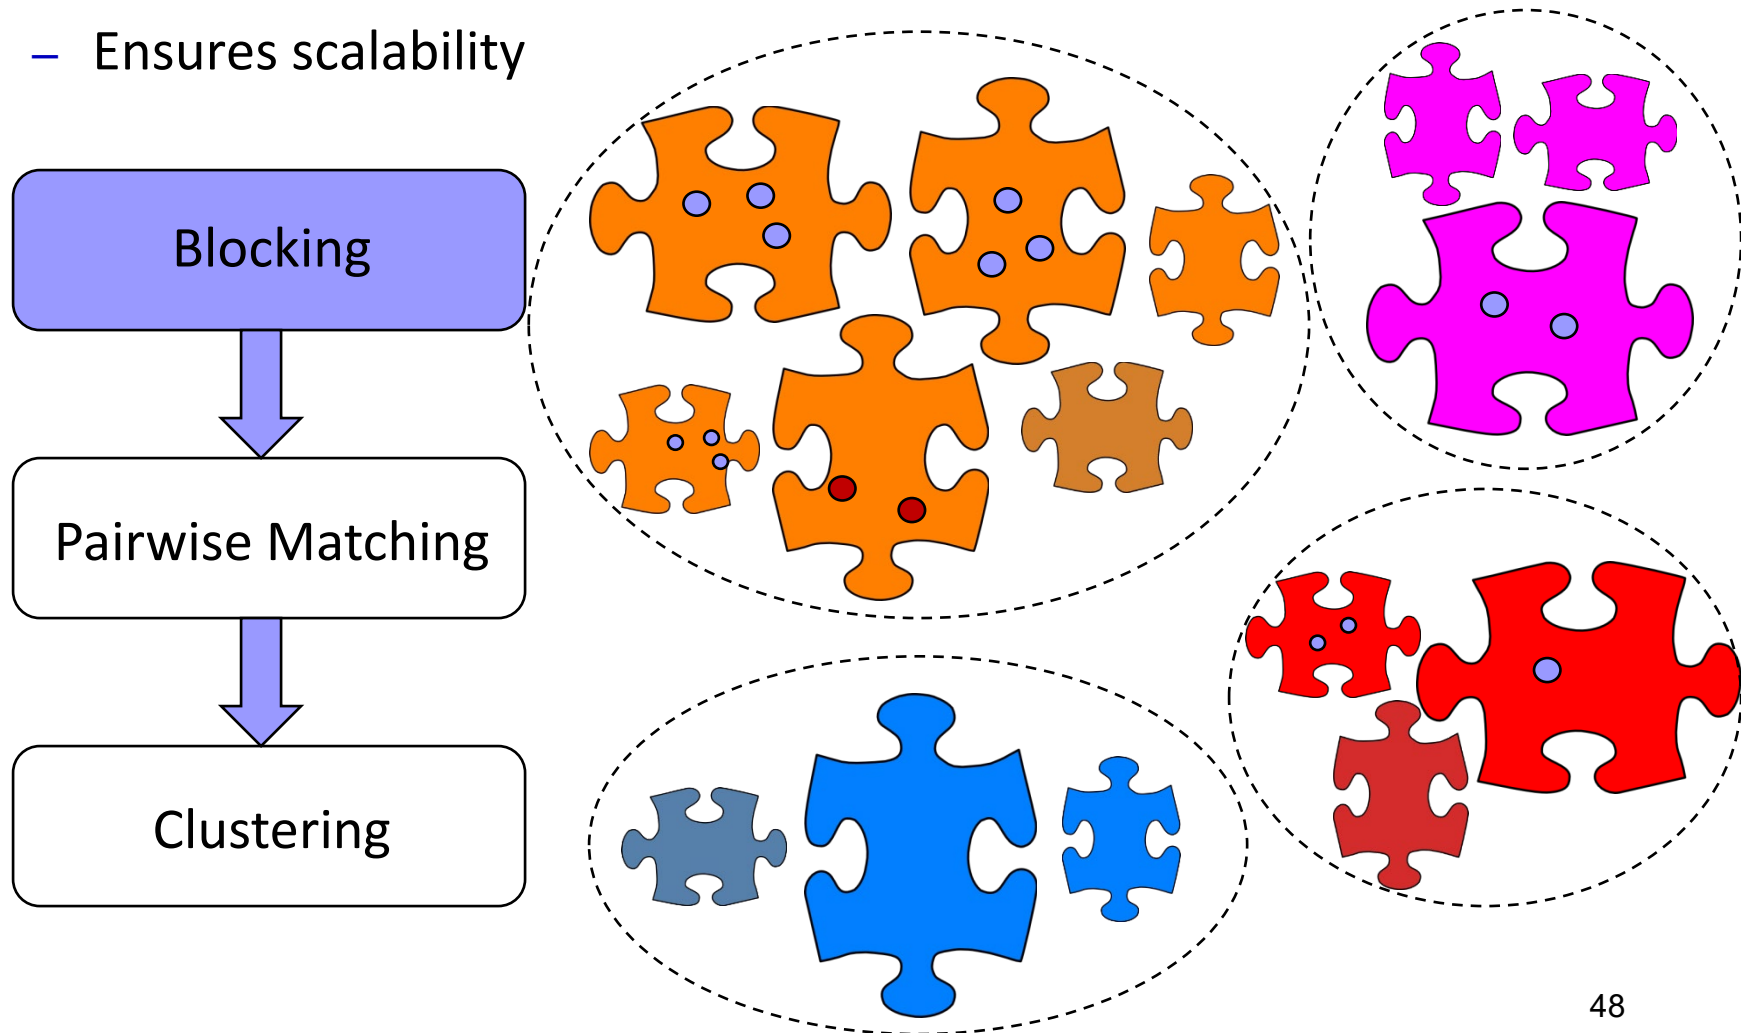 – Ensures scalability
Blocking
Pairwise Matching
Clustering
48